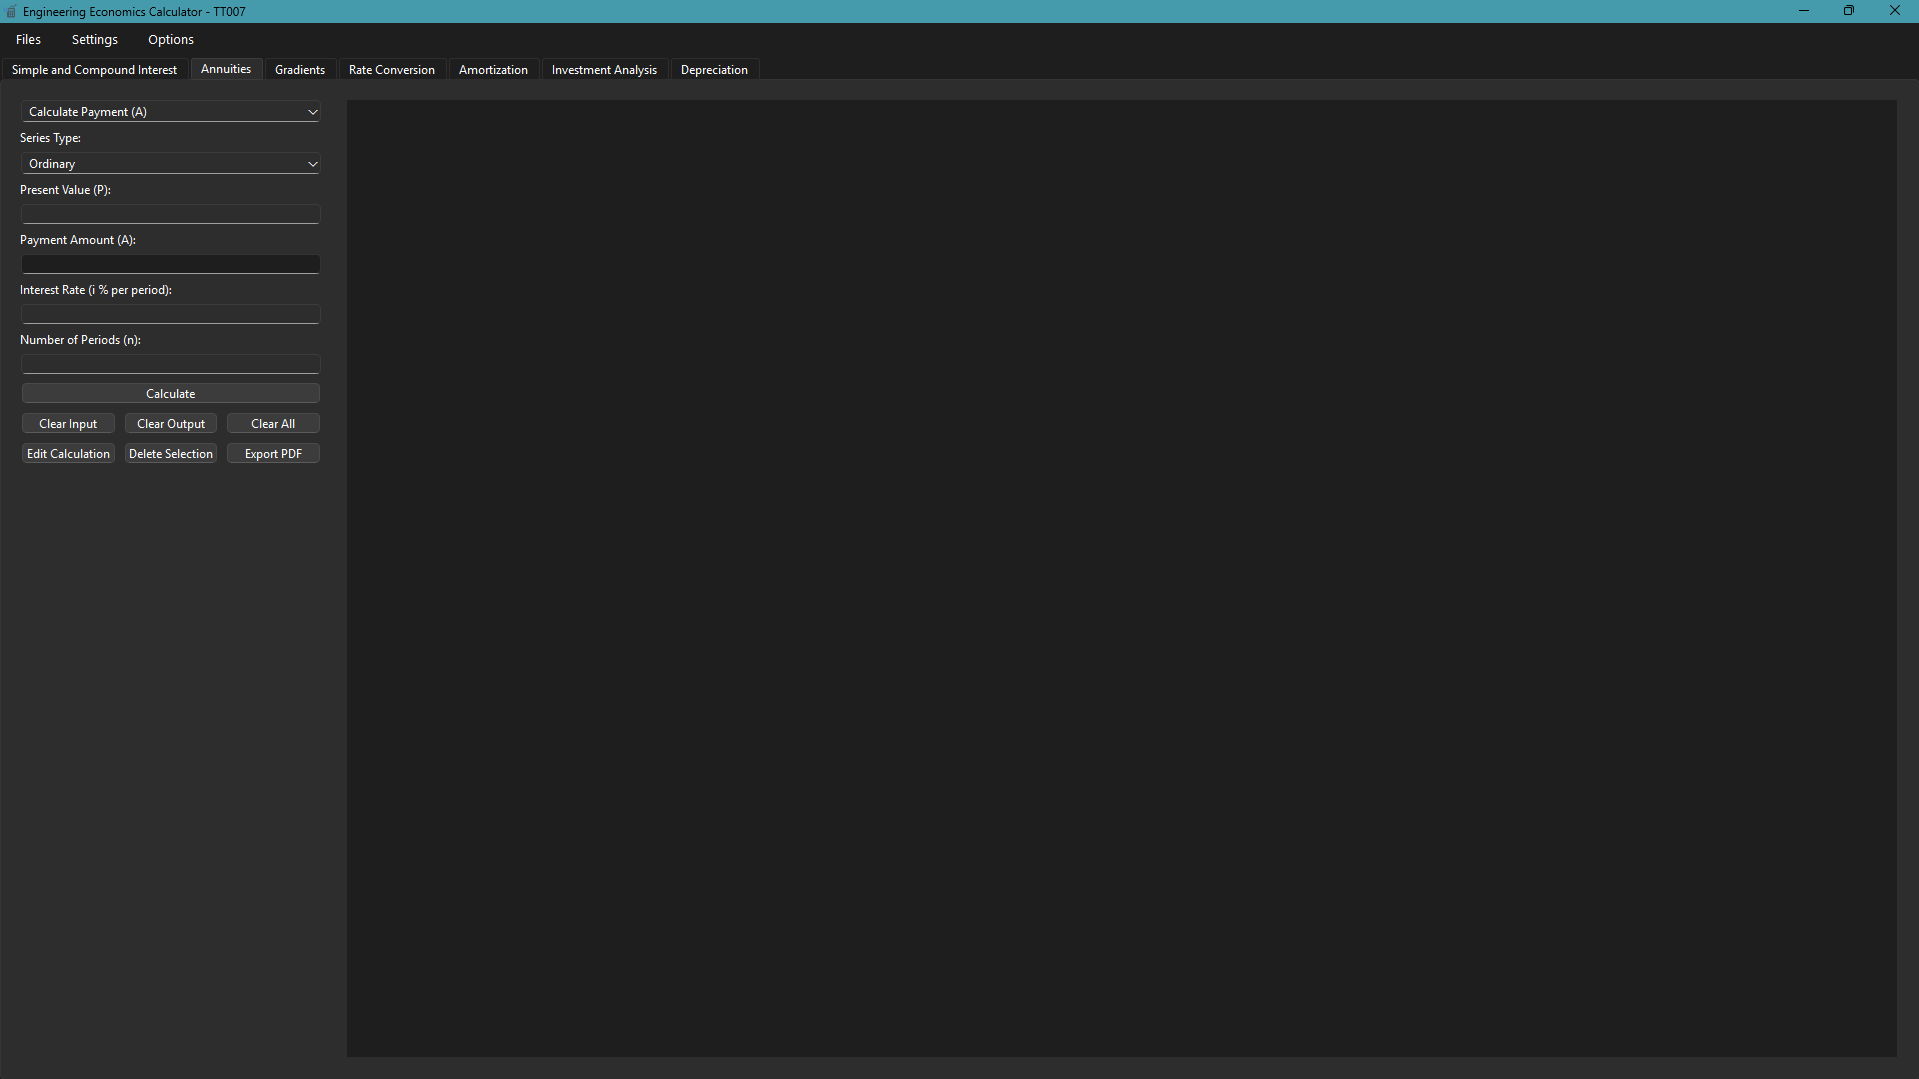 Engineering Economics Calculator - TT007
Files Settings Options
Simple and Compound Interest Annuities Gradients Rate Conversion Amortization Investment Analysis Depreciation
Calculate Payment (A)
Series Type:
Ordinary
Present Value (P):
Payment Amount (A):
Interest Rate (i % per period):
Number of Periods (n):
Calculate
Clear Input Clear Output Clear All
Edit Calculation Delete Selection Export PDF